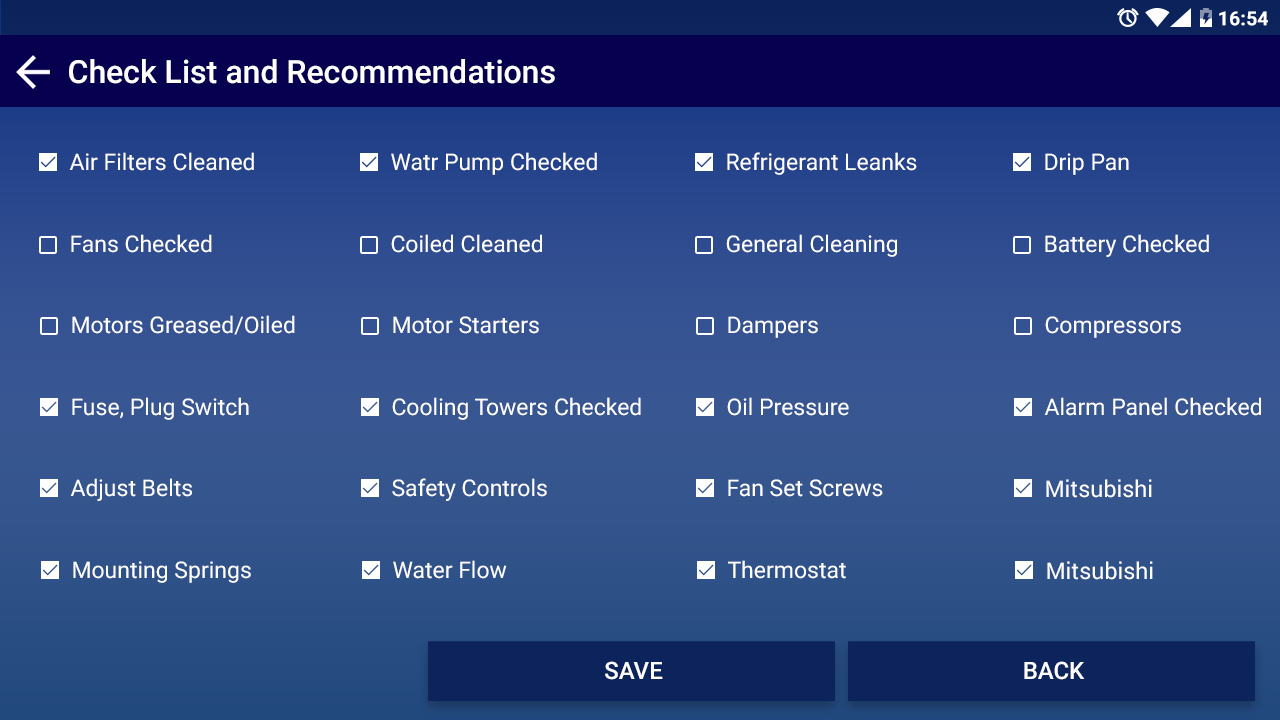 16:54
Check List and Recommendations
Air Filters Cleaned Watr Pump Checked Refrigerant Leanks Drip Pan
Fans Checked Coiled Cleaned General Cleaning Battery Checked
Motors Greased/Oiled Motor Starters Dampers Compressors
Fuse, Plug Switch Cooling Towers Checked Oil Pressure Alarm Panel Checked
Adjust Belts Safety Controls Fan Set Screws Mitsubishi
Mounting Springs Water Flow Thermostat Mitsubishi
SAVE BACK